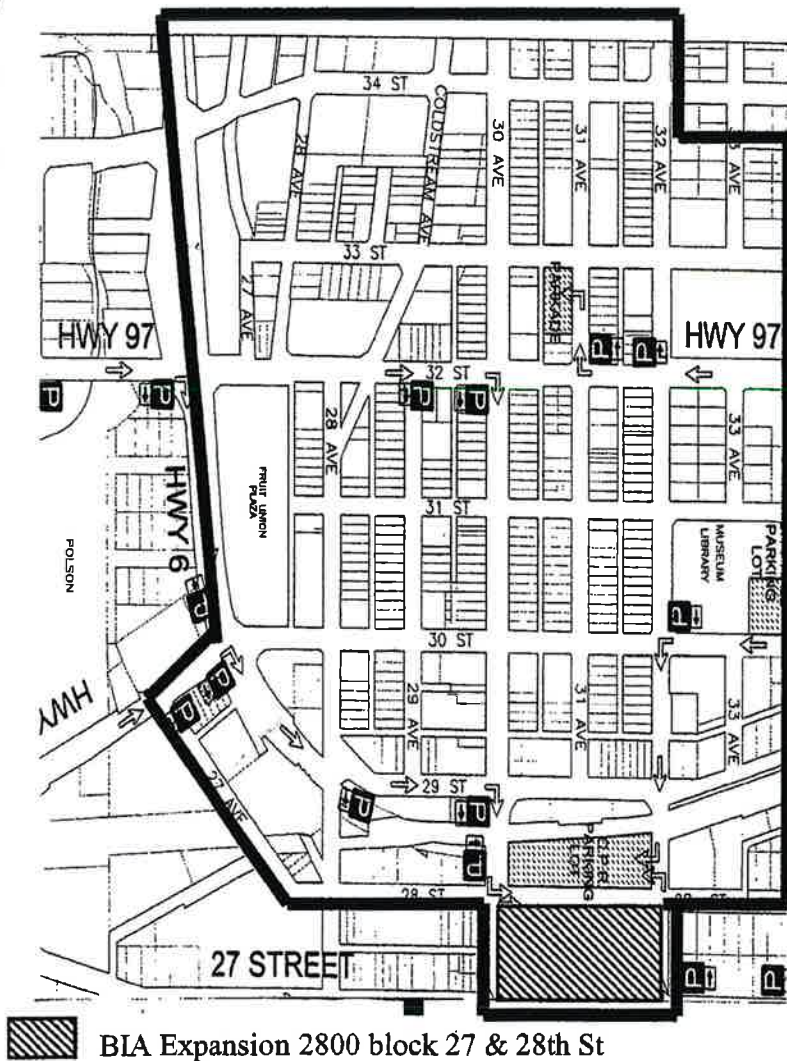 34 ST
COLDSTREAM AVE
30 AVE
31 AVE
32 AVE
33 AVE
28 AVE
33 ST
27 AVE
PARKADE
HWY 97
HWY 97
P
P
32 ST
P
P
P
P
28 AVE
33 AVE
HWY 6
FRUIT UNION
PLAZA
31 ST
POLSON
MUSEUM
LIBRARY
PARKING
LOT
P
P
30 ST
HWY
P
P
29 AVE
31 AVE
33 AVE
27 AVE
29 ST
P
P
P
C.P.R.
PARKING
LOT
28 ST
27 STREET
P
P
BIA Expansion 2800 block 27 & 28th St